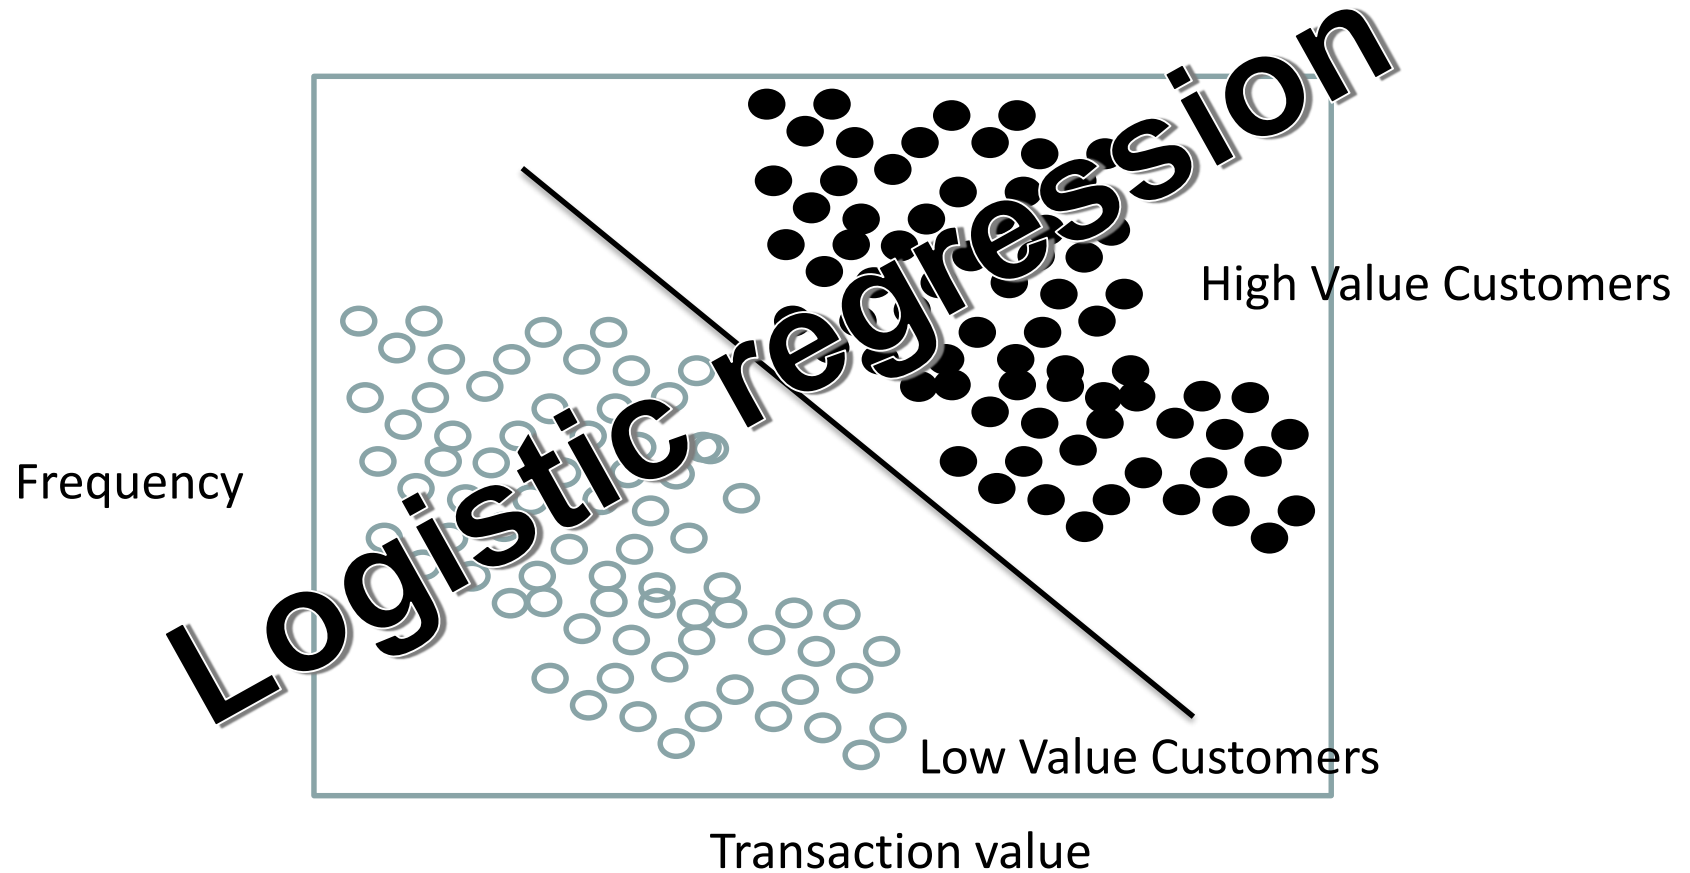 Logistic regression
High Value Customers
Frequency
Low Value Customers
Transaction value